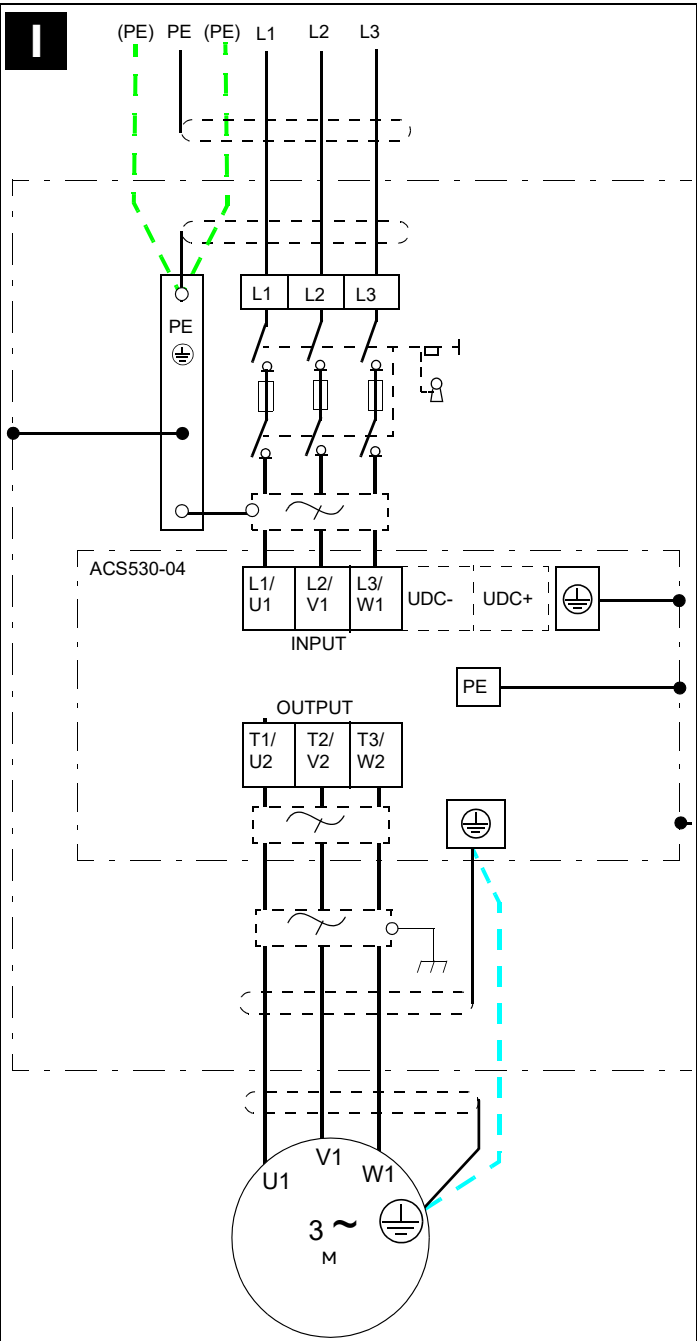 I
(PE) PE (PE) L1 L2 L3
L1 L2 L3
PE
ACS530-04
L1/ U1
L2/ V1
L3/ W1
UDC-
UDC+
INPUT
PE
OUTPUT
T1/ U2
T2/ V2
T3/ W2
U1
V1
W1
3 ~
M